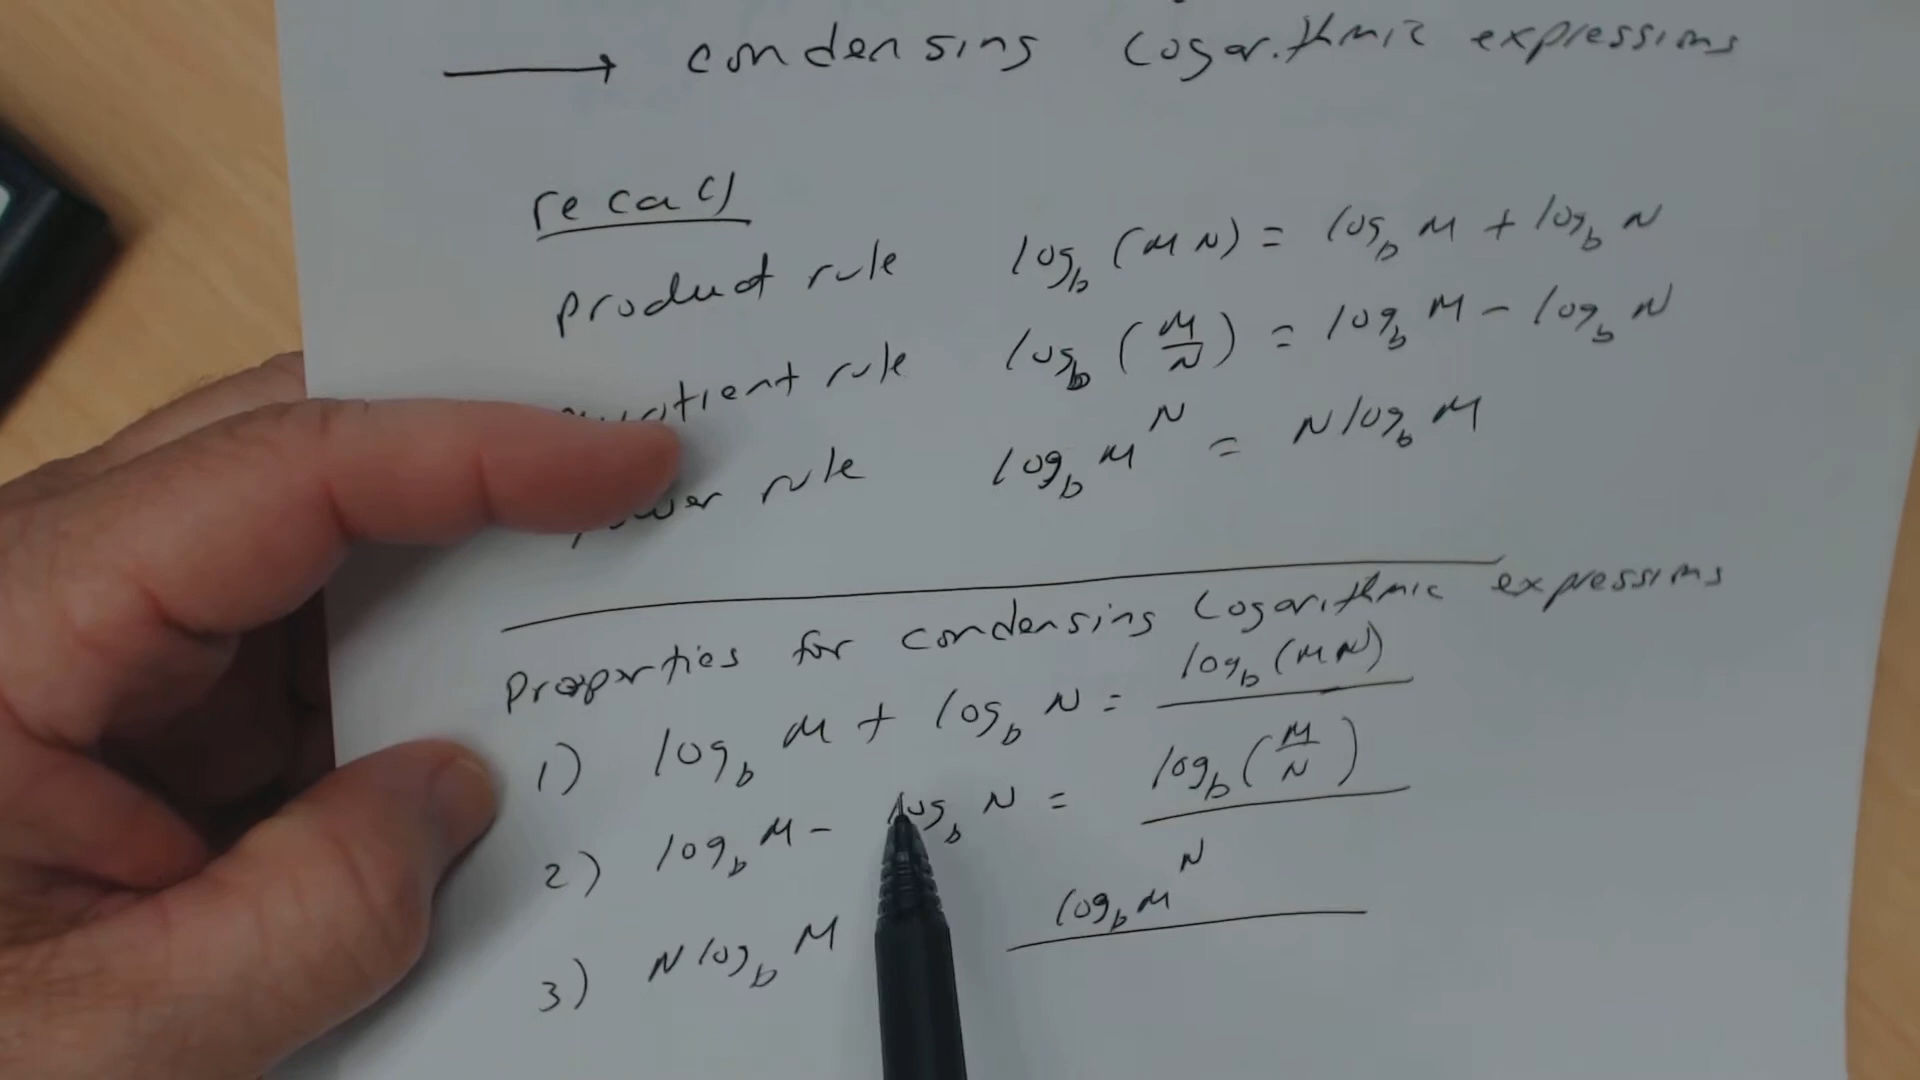 → condensing Logarithmic expressions
recall
product rule log_b (MN) = log_b M + log_b N
rule log_b (M/N) = log_b M - log_b N
rule log_b M^N = N log_b M
Properties for condensing Logarithmic expressions
1) log_b M + log_b N = log_b (MN)
2) log_b M - log_b N = log_b (M/N)
3) N log_b M log_b M^N